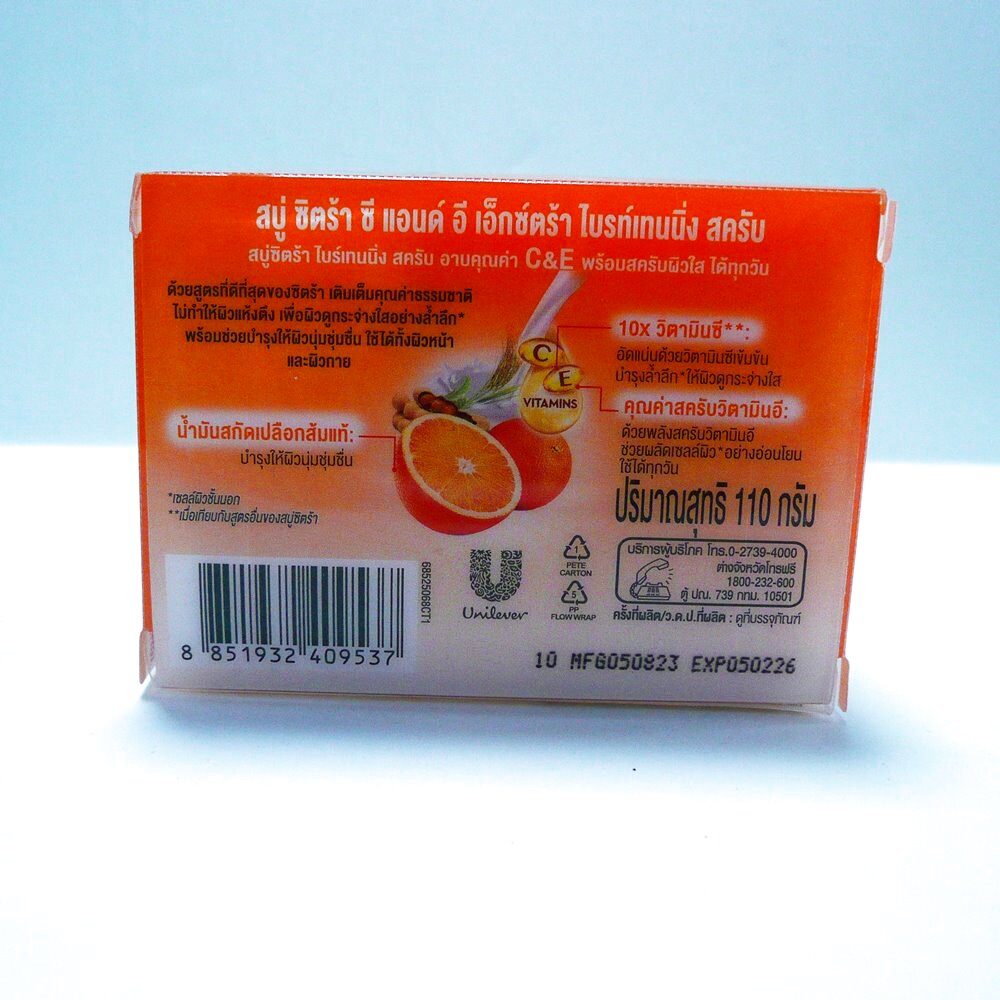 สบู่ ซิตร้า ซี แอนด์ อี เอ็กซ์ตร้า ไบรท์เทนนิ่ง สครับ
สบู่ซิตร้า ไบร์เทนนิ่ง สครับ อาบคุณค่า C&E พร้อมสครับผิวใส ได้ทุกวัน
ด้วยสูตรที่ดีที่สุดของซิตร้า เติมเต็มคุณค่าธรรมชาติ
ไม่ทำให้ผิวแห้งตึง เพื่อผิวดูกระจ่างใสอย่างล้ำลึก*
พร้อมช่วยบำรุงให้ผิวนุ่มชุ่มชื่น ใช้ได้ทั้งผิวหน้า
และผิวกาย
10x วิตามินซี**:
อัดแน่นด้วยวิตามินซีเข้มข้น
บำรุงล้ำลึก*ให้ผิวดูกระจ่างใส
C
E
VITAMINS
คุณค่าสครับวิตามินอี:
ด้วยพลังสครับวิตามินอี
ช่วยผลัดเซลล์ผิว*อย่างอ่อนโยน
ใช้ได้ทุกวัน
น้ำมันสกัดเปลือกส้มแท้:
บำรุงให้ผิวนุ่มชุ่มชื่น
*เซลล์ผิวชั้นนอก
**เมื่อเทียบกับสูตรอื่นของสบู่ซิตร้า
ปริมาณสุทธิ 110 กรัม
บริการผู้บริโภค โทร.0-2739-4000
ต่างจังหวัดโทรฟรี
1800-232-600
ตู้ ปณ. 739 กทม. 10501
ครั้งที่ผลิต/ว.ด.ป.ที่ผลิต : ดูที่บรรจุภัณฑ์
1
PETE
CARTON
5
PP
FLOW WRAP
Unilever
68525068CT1
8 851932 409537
10 MFG050823 EXP050226